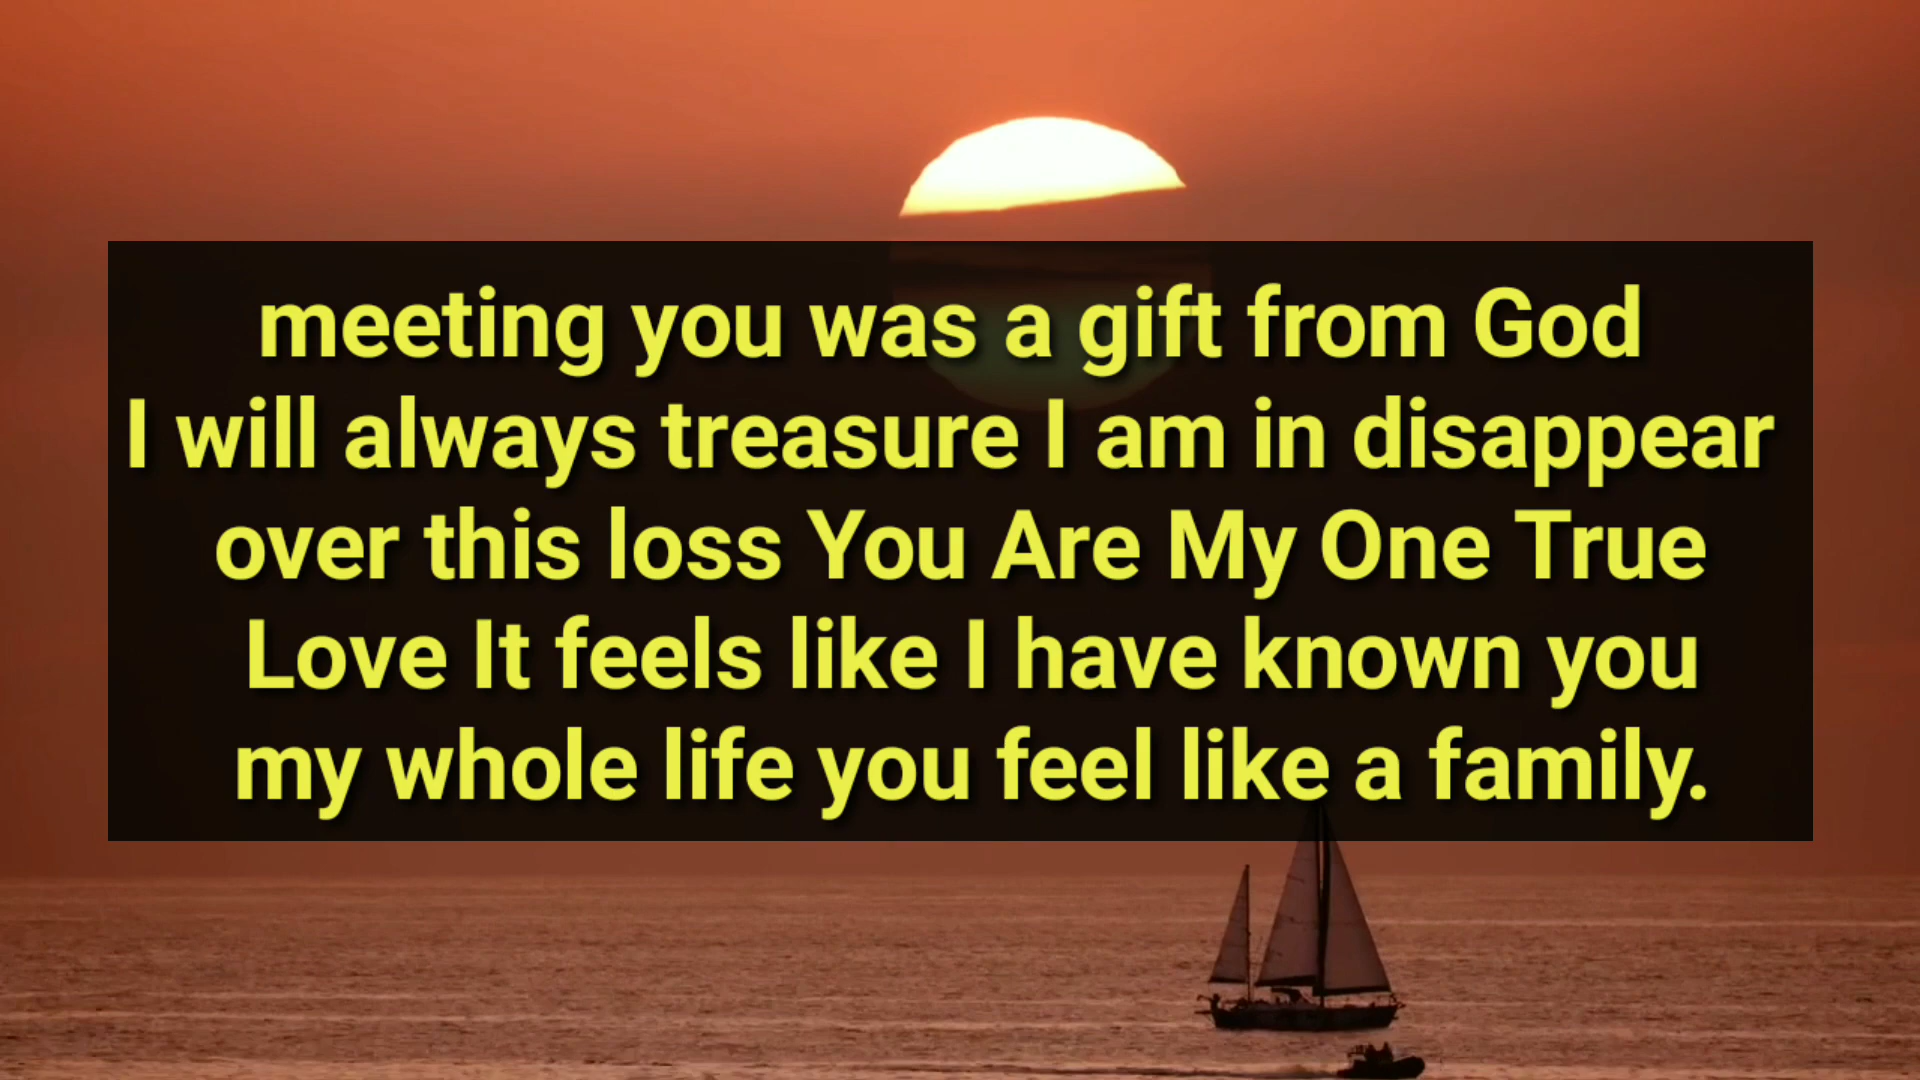 meeting you was a gift from God
I will always treasure I am in disappear
over this loss You Are My One True
Love It feels like I have known you
my whole life you feel like a family.